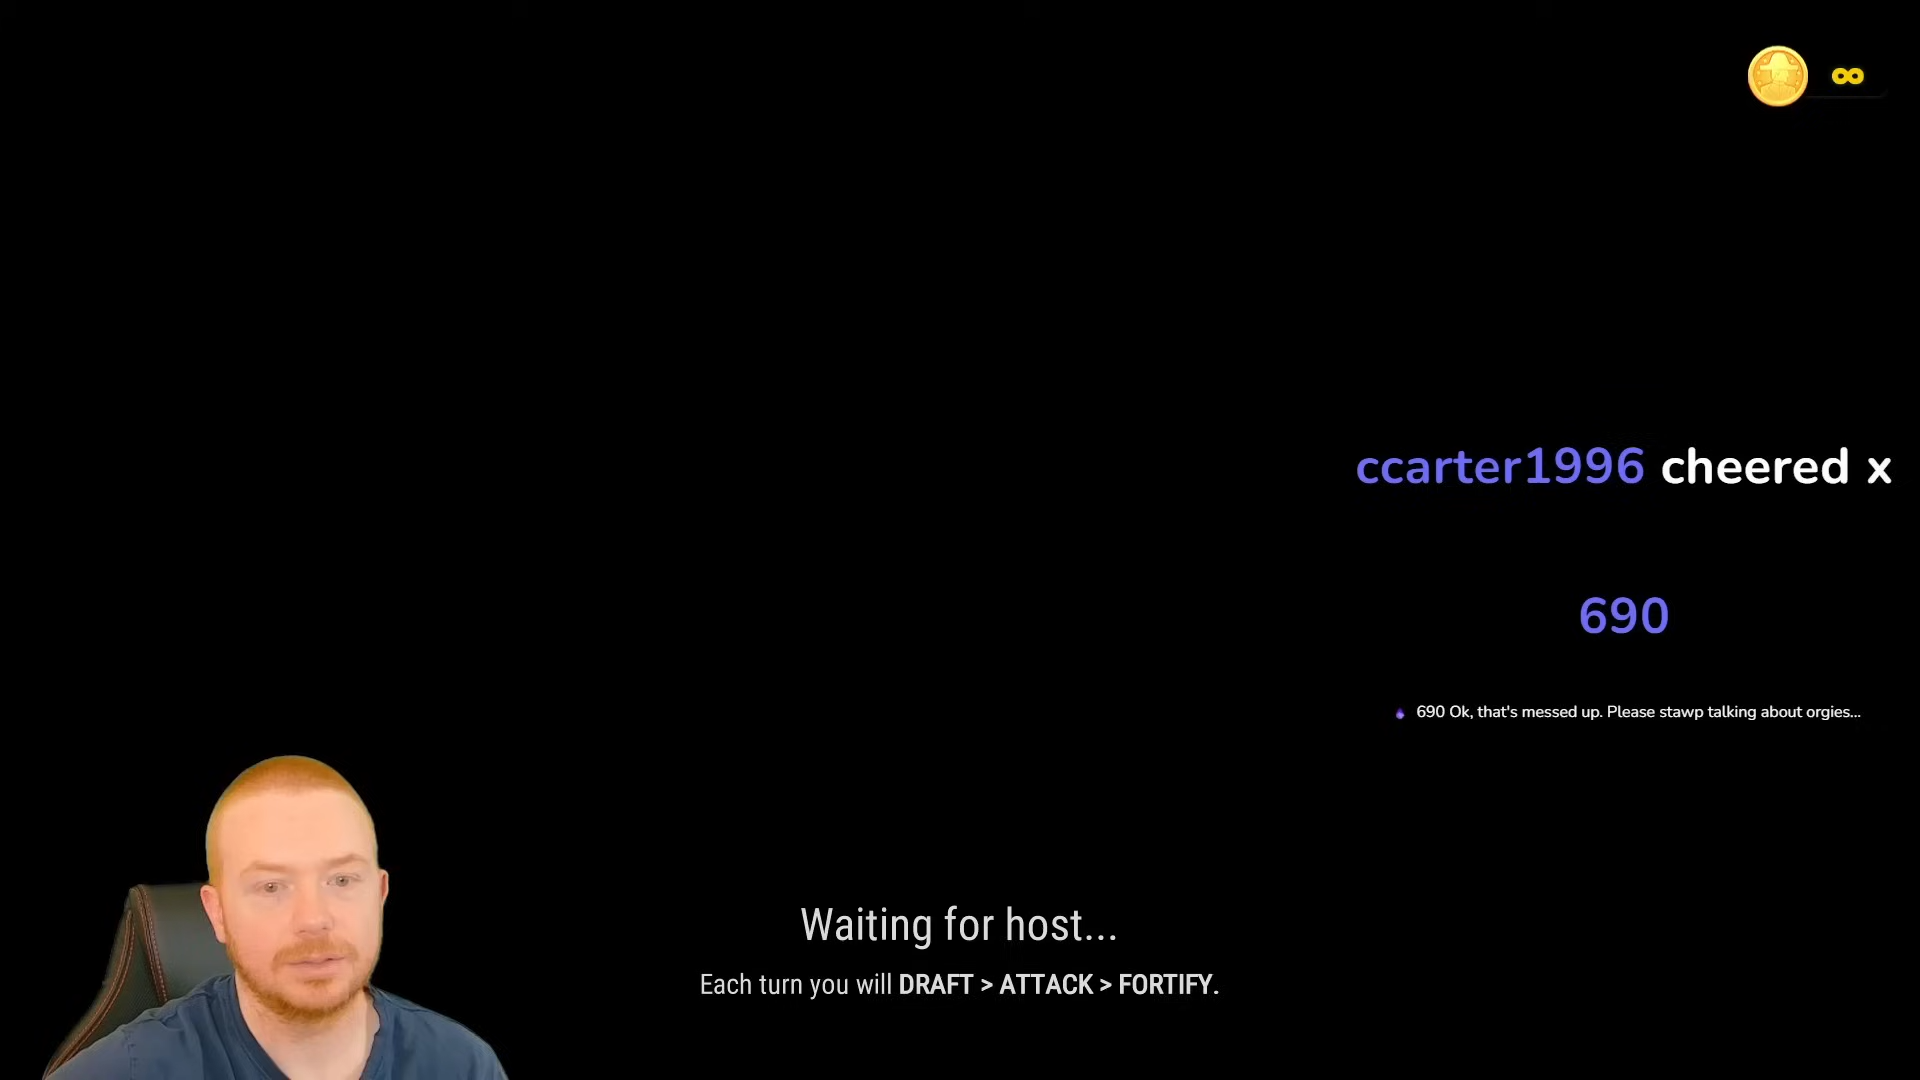 ∞
ccarter1996 cheered x
690
690 Ok, that's messed up. Please stawp talking about orgies...
Waiting for host...
Each turn you will DRAFT > ATTACK > FORTIFY.